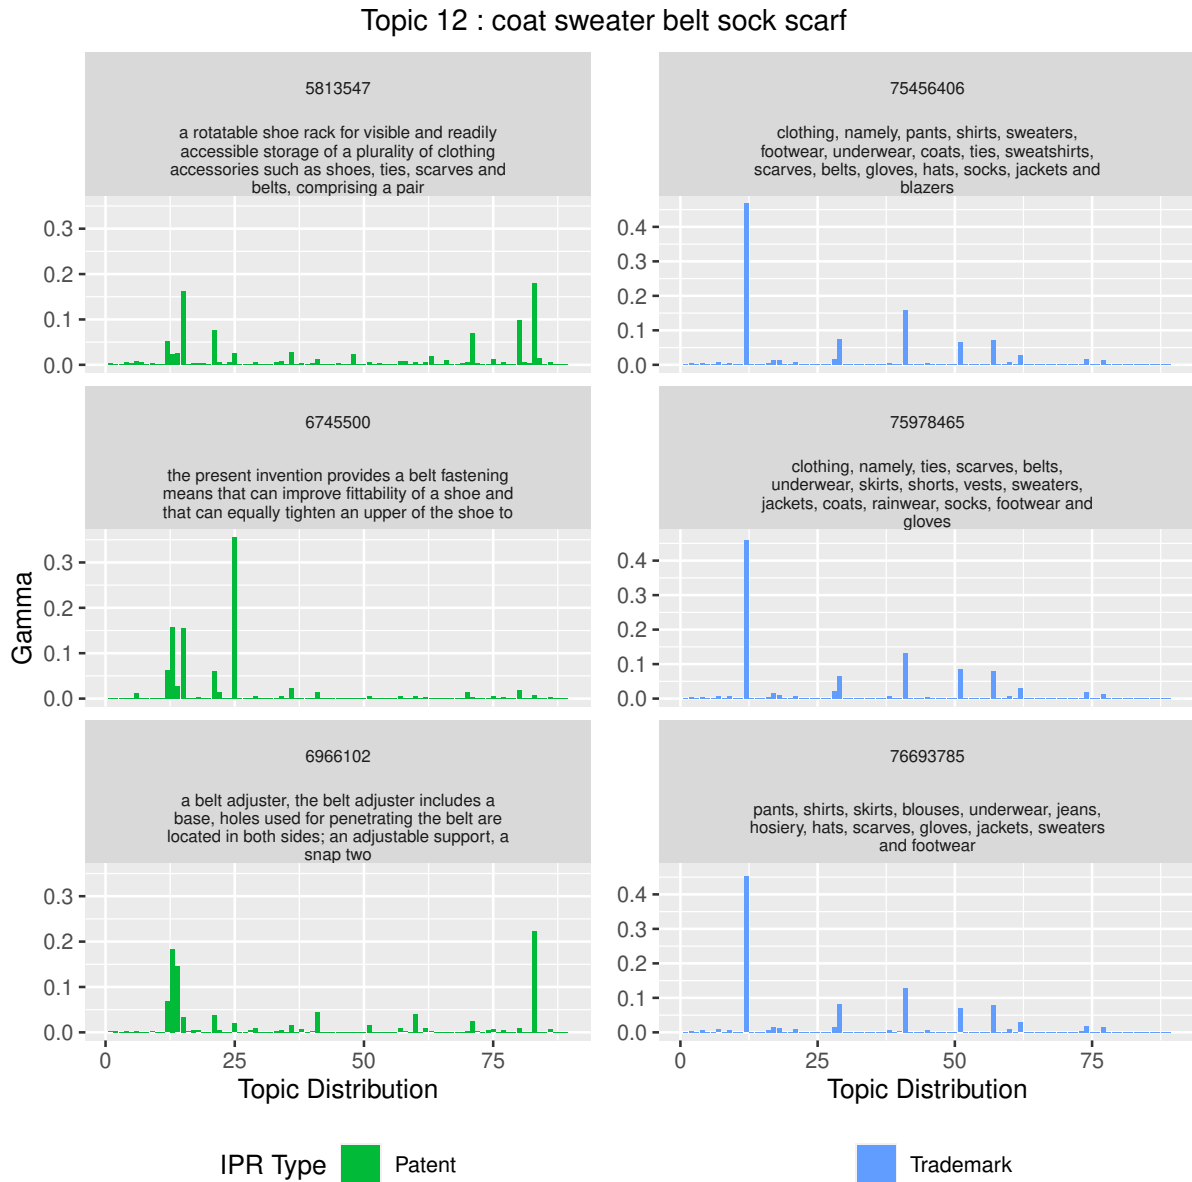 Topic 12 : coat sweater belt sock scarf
5813547
a rotatable shoe rack for visible and readily
accessible storage of a plurality of clothing
accessories such as shoes, ties, scarves and
belts, comprising a pair
75456406
clothing, namely, pants, shirts, sweaters,
footwear, underwear, coats, ties, sweatshirts,
scarves, belts, gloves, hats, socks, jackets and
blazers
0.3
0.2
0.1
0.0
0.4
0.3
0.2
0.1
0.0
6745500
the present invention provides a belt fastening
means that can improve fittability of a shoe and
that can equally tighten an upper of the shoe to
75978465
clothing, namely, ties, scarves, belts,
underwear, skirts, shorts, vests, sweaters,
jackets, coats, rainwear, socks, footwear and
gloves
Gamma
0.3
0.2
0.1
0.0
0.4
0.3
0.2
0.1
0.0
6966102
a belt adjuster, the belt adjuster includes a
base, holes used for penetrating the belt are
located in both sides; an adjustable support, a
snap two
76693785
pants, shirts, skirts, blouses, underwear, jeans,
hosiery, hats, scarves, gloves, jackets, sweaters
and footwear
0.3
0.2
0.1
0.0
0.4
0.3
0.2
0.1
0.0
0 25 50 75
0 25 50 75
Topic Distribution
Topic Distribution
IPR Type Patent Trademark